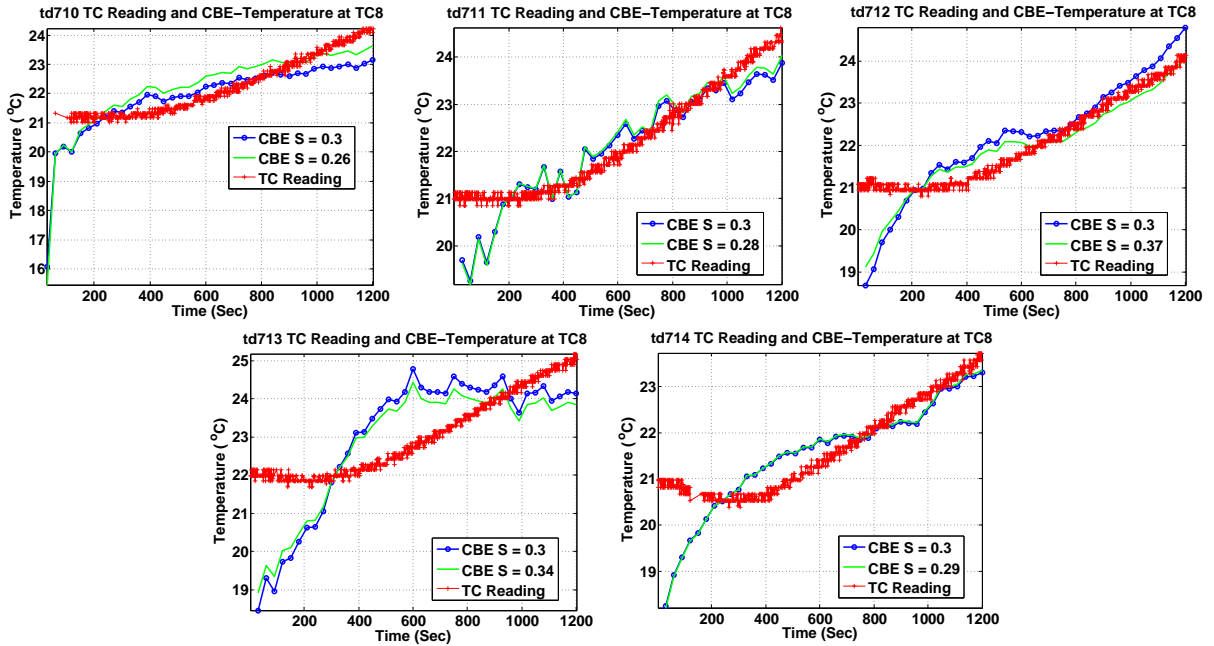 td710 TC Reading and CBE−Temperature at TC8
24
23
22
21
20
19
18
17
16
Temperature ( °C)
CBE S = 0.3
CBE S = 0.26
TC Reading
200 400 600 800 1000 1200
Time (Sec)
td711 TC Reading and CBE−Temperature at TC8
24
23
22
21
20
Temperature (°C)
CBE S = 0.3
CBE S = 0.28
TC Reading
200 400 600 800 1000 1200
Time (Sec)
td712 TC Reading and CBE−Temperature at TC8
24
23
22
21
20
19
Temperature ( °C)
CBE S = 0.3
CBE S = 0.37
TC Reading
200 400 600 800 1000 1200
Time (Sec)
td713 TC Reading and CBE−Temperature at TC8
25
24
23
22
21
20
19
Temperature ( °C)
CBE S = 0.3
CBE S = 0.34
TC Reading
200 400 600 800 1000 1200
Time (Sec)
td714 TC Reading and CBE−Temperature at TC8
23
22
21
20
19
Temperature ( °C)
CBE S = 0.3
CBE S = 0.29
TC Reading
200 400 600 800 1000 1200
Time (Sec)